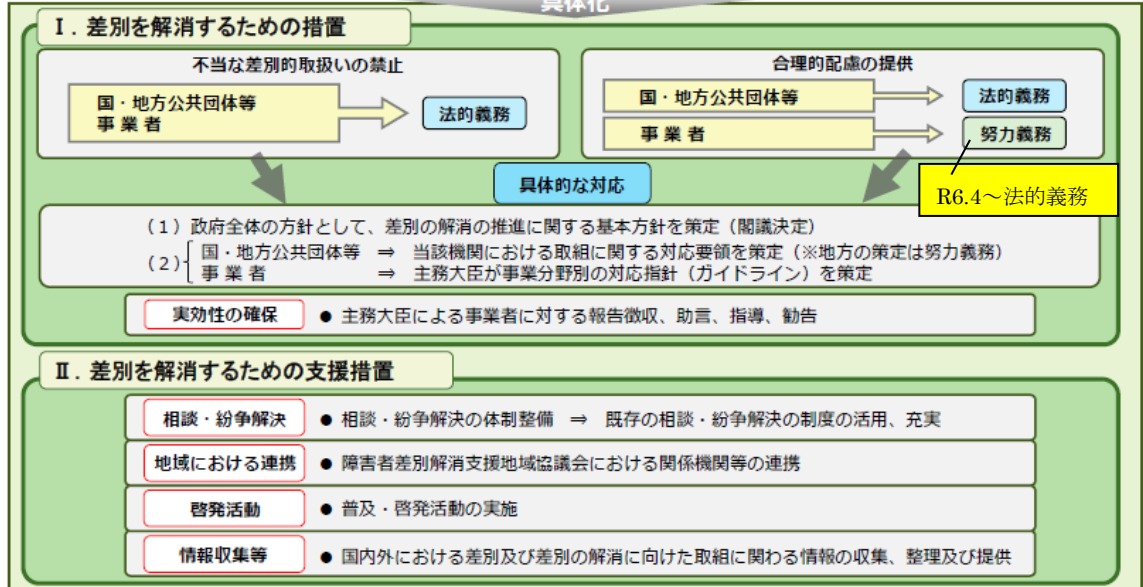 具体化
Ⅰ．差別を解消するための措置
不当な差別的取扱いの禁止
国・地方公共団体等
事 業 者
法的義務
合理的配慮の提供
国・地方公共団体等
法的義務
事 業 者
努力義務
R6.4～法的義務
具体的な対応
（１）政府全体の方針として、差別の解消の推進に関する基本方針を策定（閣議決定）
（２）
国・地方公共団体等 ⇒ 当該機関における取組に関する対応要領を策定（※地方の策定は努力義務）
事 業 者 ⇒ 主務大臣が事業分野別の対応指針（ガイドライン）を策定
実効性の確保 ● 主務大臣による事業者に対する報告徴収、助言、指導、勧告
Ⅱ．差別を解消するための支援措置
相談・紛争解決 ● 相談・紛争解決の体制整備 ⇒ 既存の相談・紛争解決の制度の活用、充実
地域における連携 ● 障害者差別解消支援地域協議会における関係機関等の連携
啓発活動 ● 普及・啓発活動の実施
情報収集等 ● 国内外における差別及び差別の解消に向けた取組に関わる情報の収集、整理及び提供